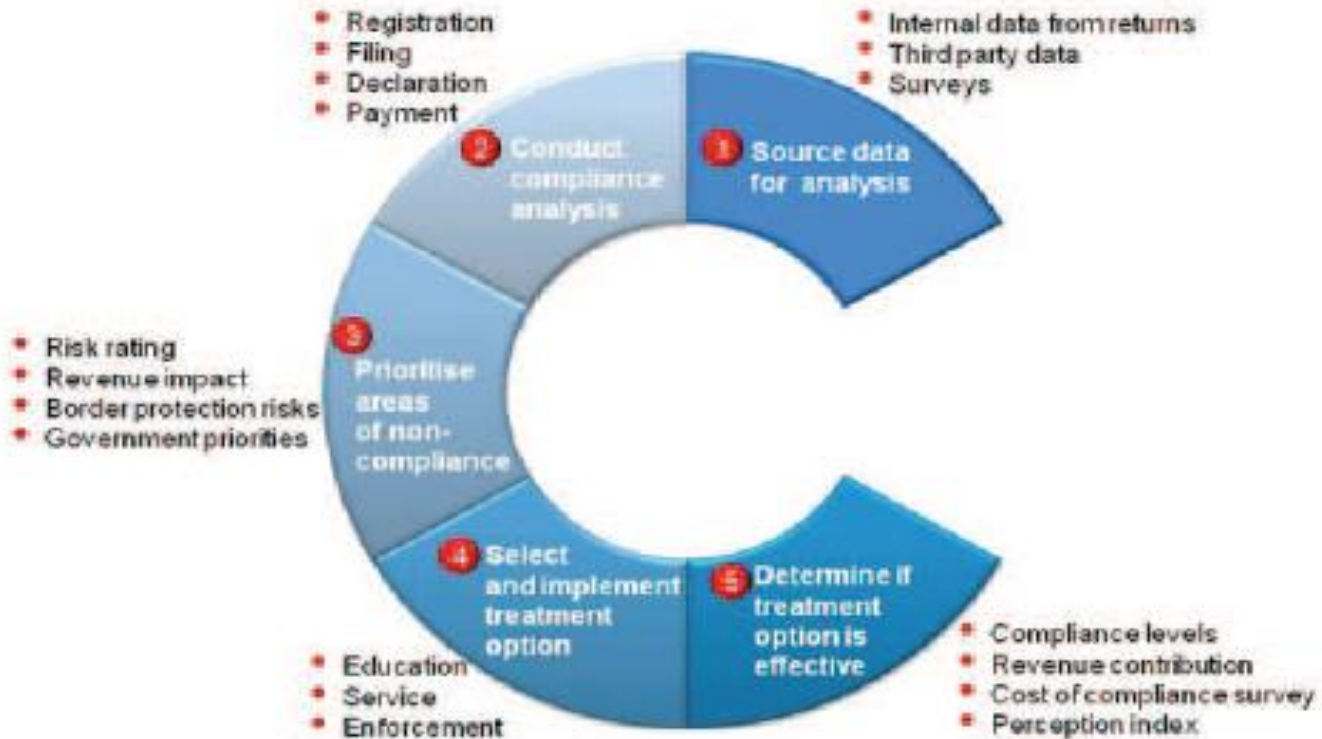 Registration
Filing
Declaration
Payment
Internal data from returns
Third party data
Surveys
2
Conduct
compliance
analysis
1
Source data
for analysis
3
Prioritise
areas
of non-
compliance
Risk rating
Revenue impact
Border protection risks
Government priorities
4
Select
and implement
treatment
option
Education
Service
Enforcement
5
Determine if
treatment
option is
effective
Compliance levels
Revenue contribution
Cost of compliance survey
Perception index